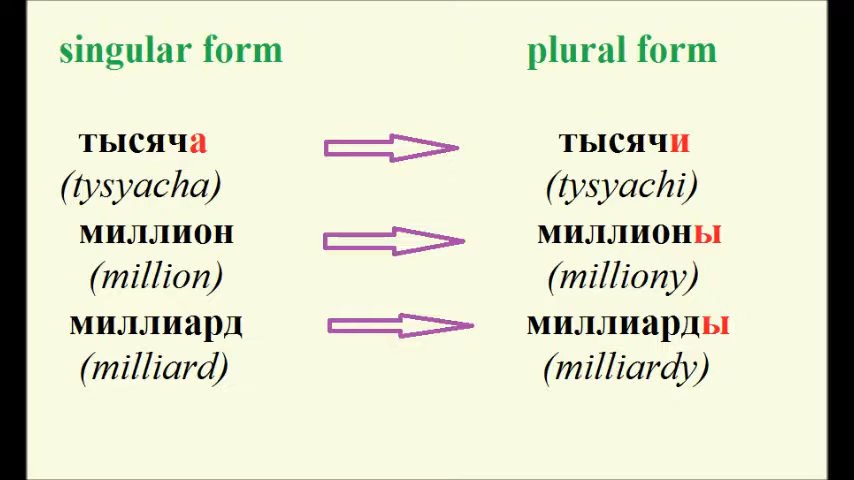 singular form plural form
тысяча тысячи
(tysyacha) (tysyachi)
миллион миллионы
(million) (milliony)
миллиард миллиарды
(milliard) (milliardy)